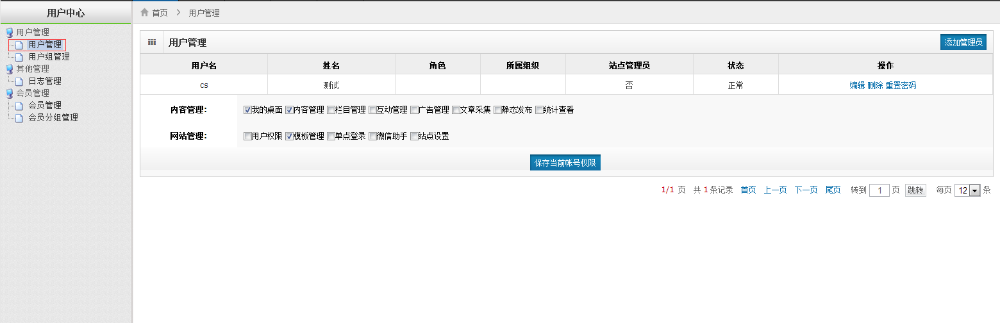 用户中心
用户管理
用户管理
用户组管理
其他管理
日志管理
会员管理
会员管理
会员分组管理
首页 > 用户管理
用户管理 添加管理员
用户名 姓名 角色 所属组织 站点管理员 状态 操作
cs 测试 否 正常 编辑 删除 重置密码
内容管理: 我的桌面 内容管理 栏目管理 互动管理 广告管理 文章采集 静态发布 统计查看
网站管理: 用户权限 模板管理 单点登录 微信助手 站点设置
保存当前帐号权限
1/1 页 共 1 条记录 首页 上一页 下一页 尾页 转到 1 页 跳转 每页 12 条